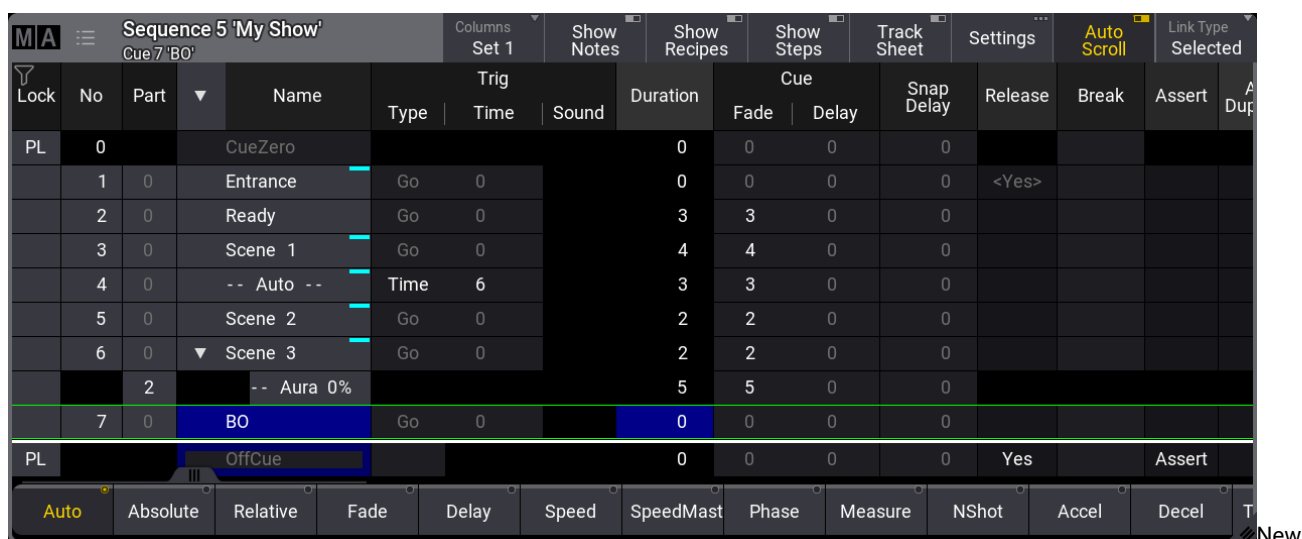 MA Sequence 5 'My Show' Columns Show Show Show Track Settings Auto Link Type
Cue 7 'BO' Set 1 Notes Recipes Steps Sheet Scroll Selected
Trig Cue
Lock No Part ▼ Name Duration Snap Delay Release Break Assert A Dup
Type Time Sound Fade Delay
PL 0 CueZero 0 0 0 0
1 0 Entrance Go 0 0 0 0 0 <Yes>
2 0 Ready Go 0 3 3 0 0
3 0 Scene 1 Go 0 4 4 0 0
4 0 -- Auto -- Time 6 3 3 0 0
5 0 Scene 2 Go 0 2 2 0 0
6 0 ▼ Scene 3 Go 0 2 2 0 0
2 -- Aura 0% 5 5 0 0
7 0 BO Go 0 0 0 0 0
PL OffCue 0 0 0 0 Yes Assert
Auto Absolute Relative Fade Delay Speed SpeedMast Phase Measure NShot Accel Decel T
New